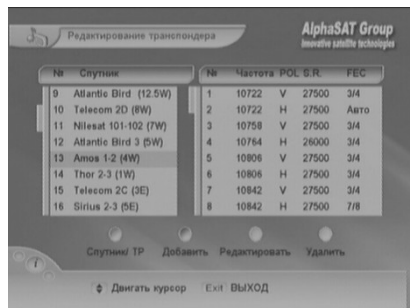 Редактирование транспондера
AlphaSAT Group
Innovative satellite technologies
№ Спутник
№ Частота POL S.R. FEC
9 Atlantic Bird (12.5W)
10 Telecom 2D (8W)
11 Nilesat 101-102 (7W)
12 Atlantic Bird 3 (5W)
13 Amos 1-2 (4W)
14 Thor 2-3 (1W)
15 Telecom 2C (3E)
16 Sirius 2-3 (5E)
1 10722 V 27500 3/4
2 10722 H 27500 Авто
3 10758 V 27500 3/4
4 10764 H 26000 3/4
5 10806 V 27500 3/4
6 10806 H 27500 3/4
7 10842 V 27500 3/4
8 10842 H 27500 7/8
Спутник/ TP Добавить Редактировать Удалить
Двигать курсор Exit ВЫХОД